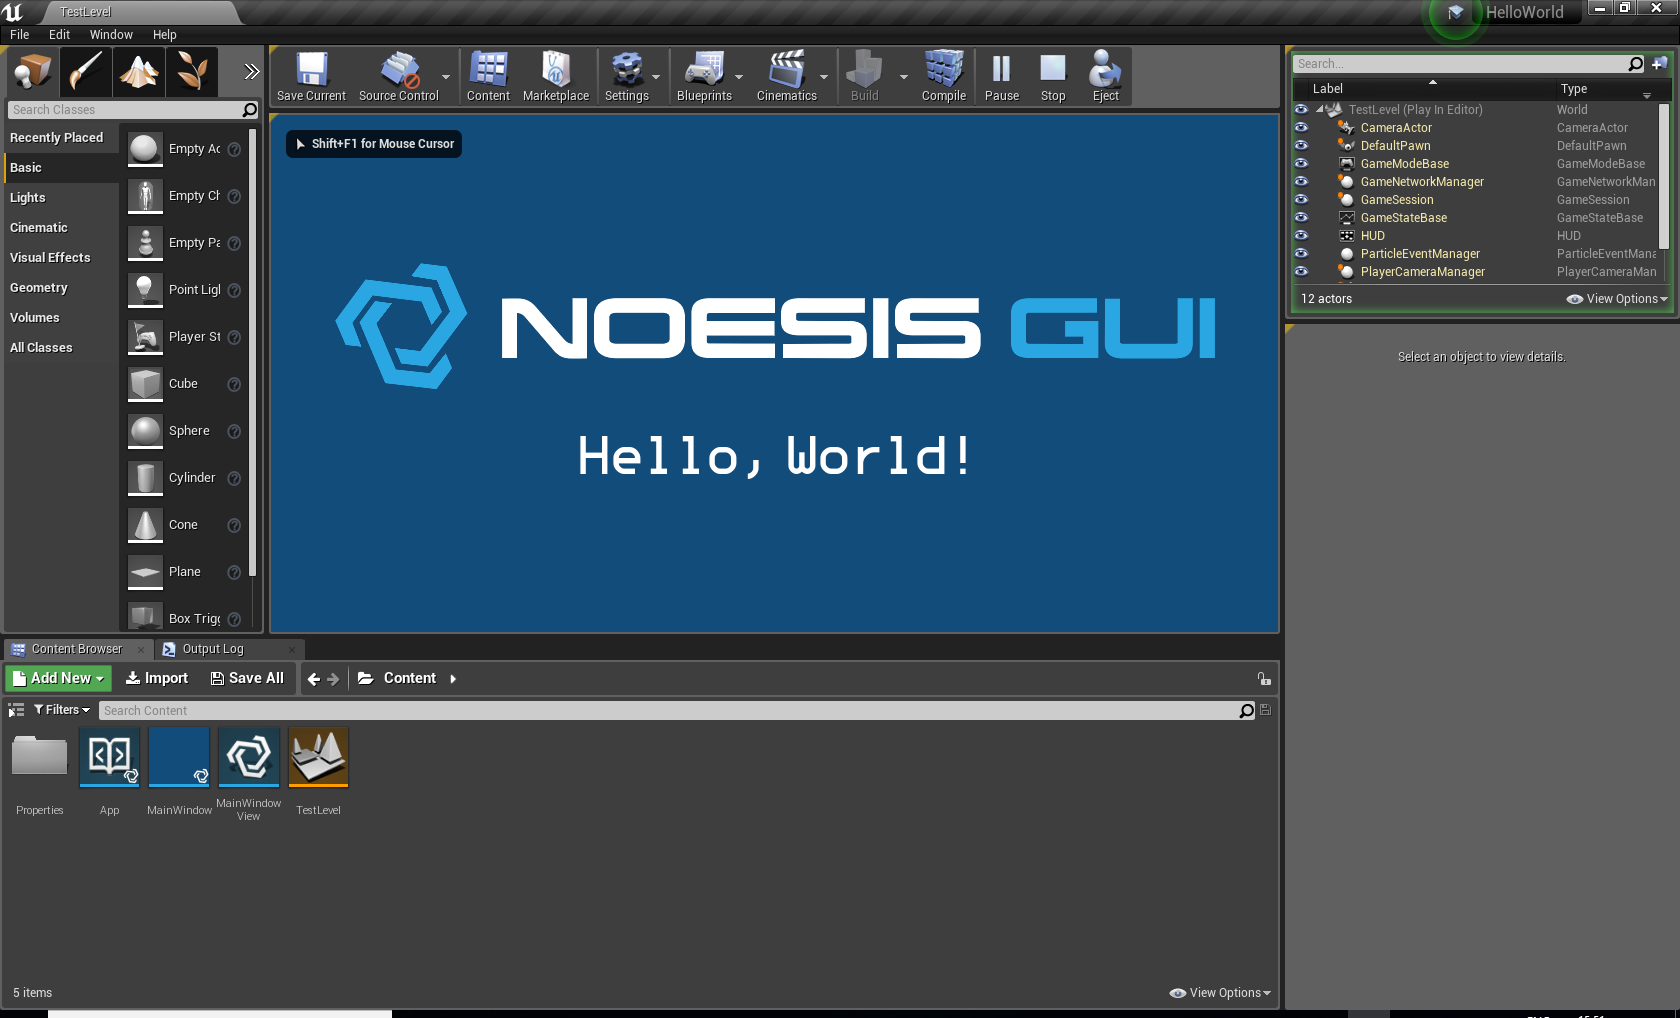 TestLevel
HelloWorld
File Edit Window Help
Search Classes
Recently Placed
Basic
Lights
Cinematic
Visual Effects
Geometry
Volumes
All Classes
Empty Ac
Empty Ch
Empty Pa
Point Ligl
Player St
Cube
Sphere
Cylinder
Cone
Plane
Box Trigg
Save Current
Source Control
Content
Marketplace
Settings
Blueprints
Cinematics
Build
Compile
Pause
Stop
Eject
Shift+F1 for Mouse Cursor
NOESIS GUI
Hello, World!
Search...
Label Type
TestLevel (Play In Editor) World
CameraActor CameraActor
DefaultPawn DefaultPawn
GameModeBase GameModeBase
GameNetworkManager GameNetworkMan
GameSession GameSession
GameStateBase GameStateBase
HUD HUD
ParticleEventManager ParticleEventMana
PlayerCameraManager PlayerCameraMan
12 actors View Options
Select an object to view details.
Content Browser Output Log
Add New Import Save All Content
Filters Search Content
Properties
App
MainWindow
MainWindow
View
TestLevel
5 items View Options